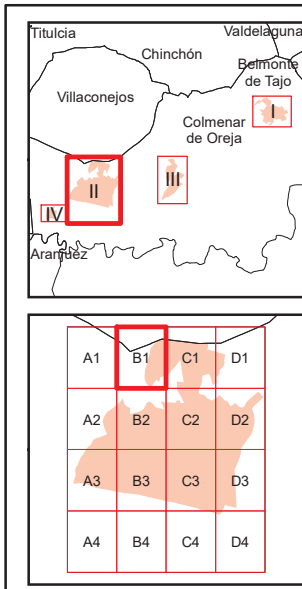 Titulcia
Valdelaguna
Chinchón
Belmonte
de Tajo
Villaconejos
I
Colmenar
de Oreja
II
III
IV
Aranjuez
A1 B1 C1 D1
A2 B2 C2 D2
A3 B3 C3 D3
A4 B4 C4 D4